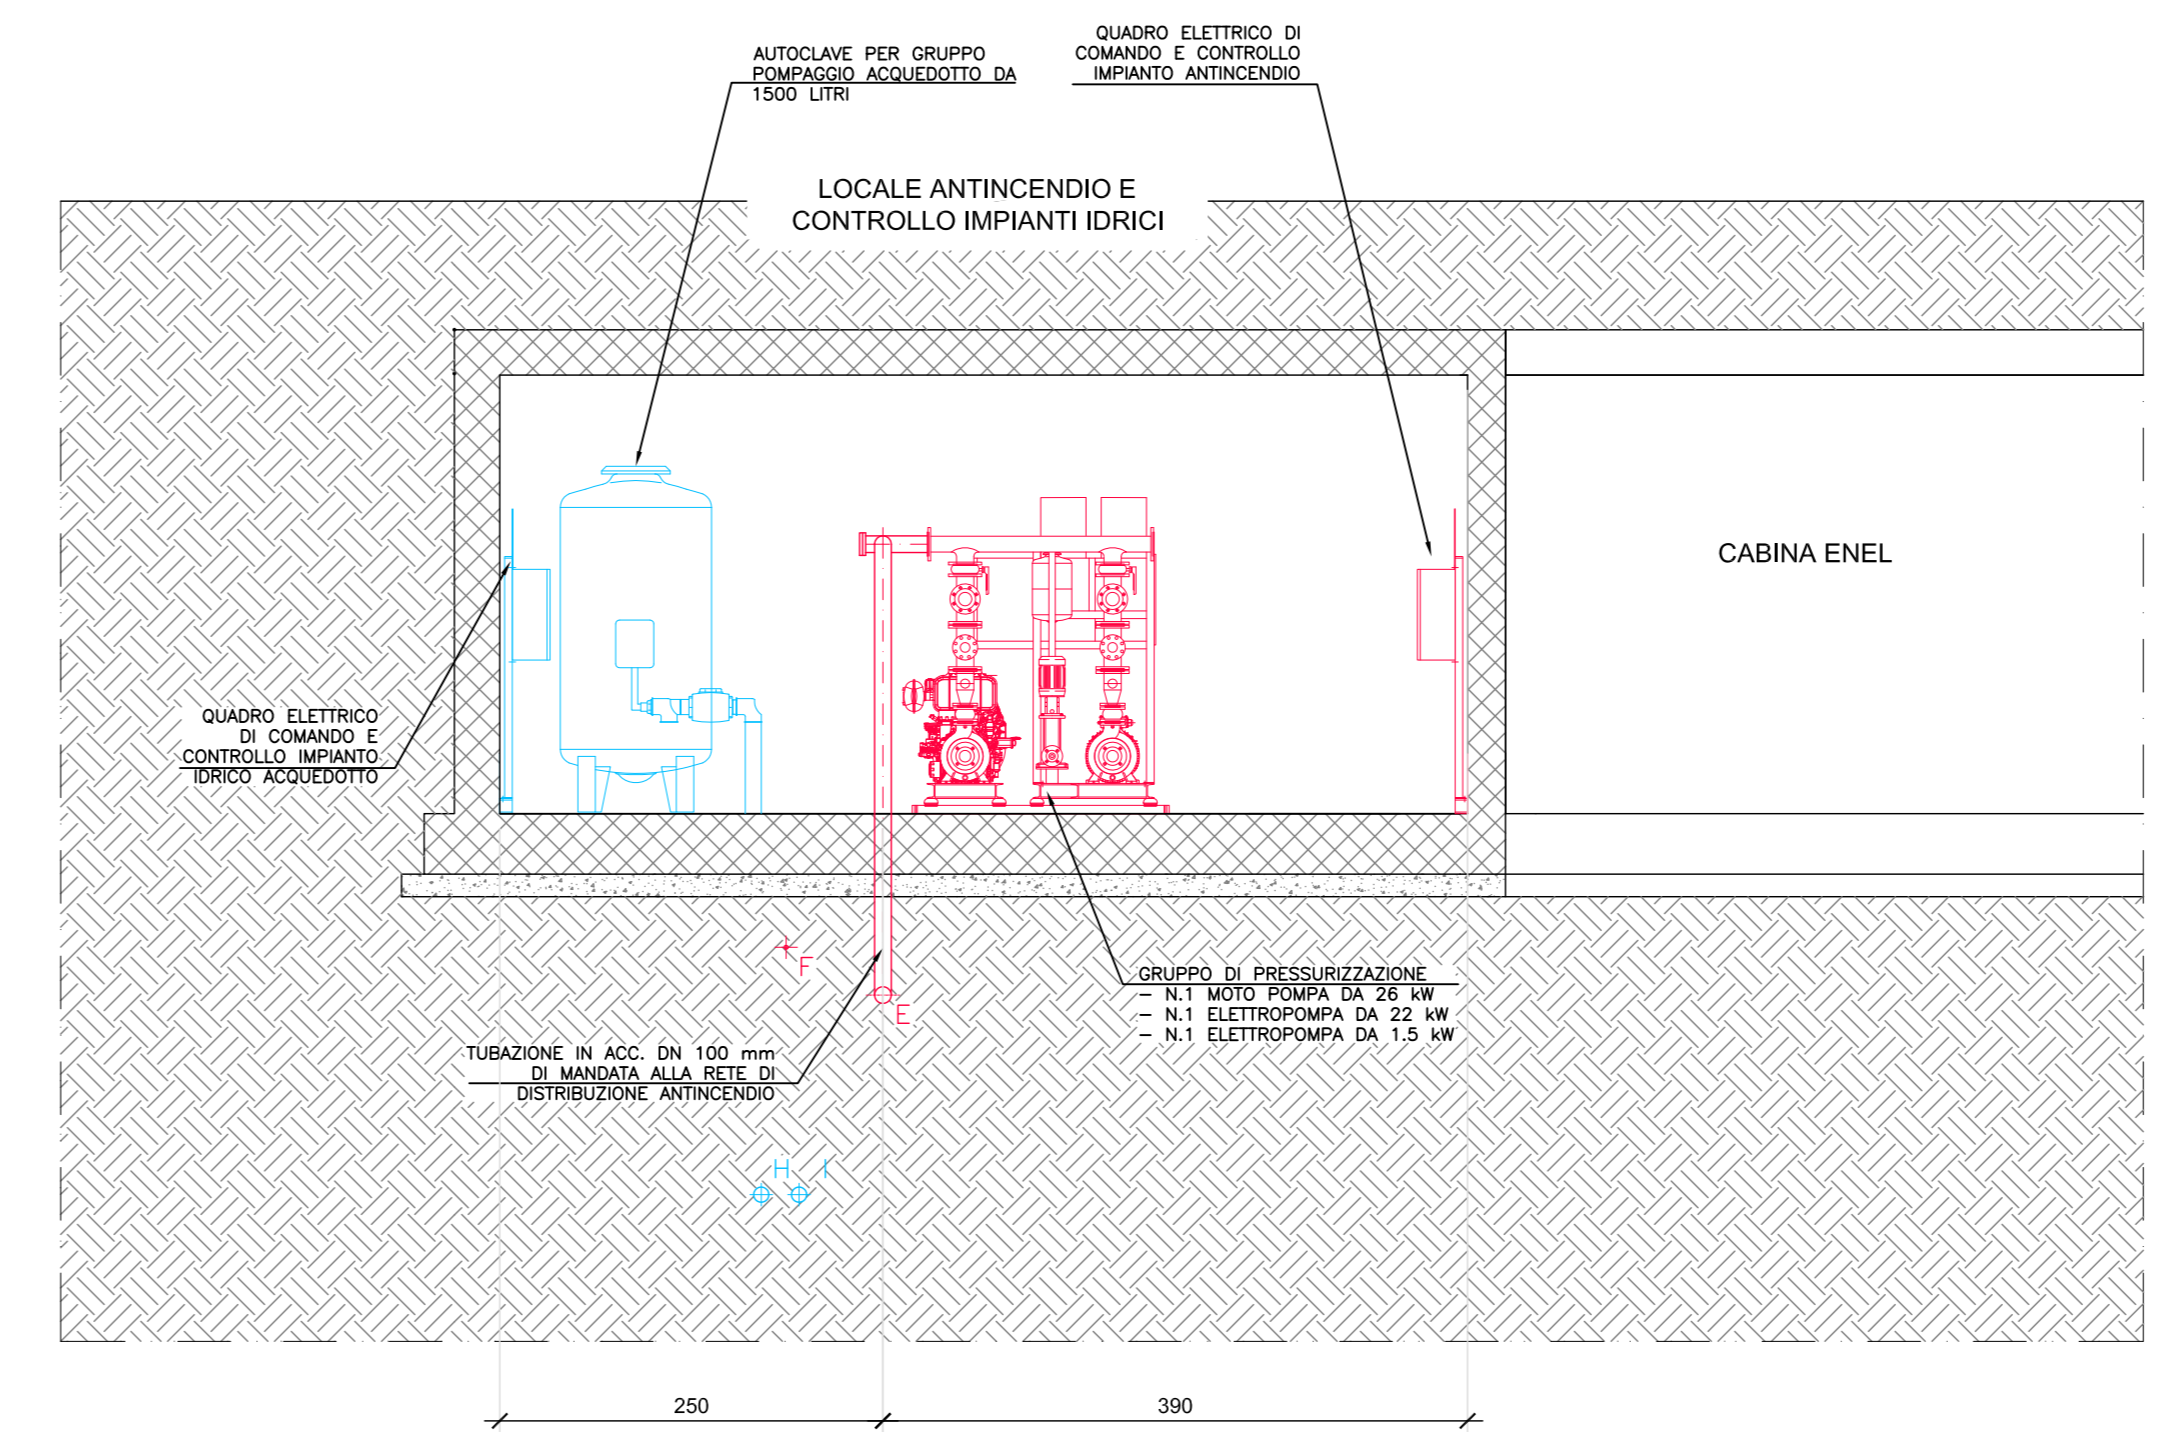 AUTOCLAVE PER GRUPPO
POMPAGGIO ACQUEDOTTO DA
1500 LITRI
QUADRO ELETTRICO DI
COMANDO E CONTROLLO
IMPIANTO ANTINCENDIO
LOCALE ANTINCENDIO E
CONTROLLO IMPIANTI IDRICI
CABINA ENEL
QUADRO ELETTRICO
DI COMANDO E
CONTROLLO IMPIANTO
IDRICO ACQUEDOTTO
F
E
GRUPPO DI PRESSURIZZAZIONE
- N.1 MOTO POMPA DA 26 kW
- N.1 ELETTROPOMPA DA 22 kW
- N.1 ELETTROPOMPA DA 1.5 kW
TUBAZIONE IN ACC. DN 100 mm
DI MANDATA ALLA RETE DI
DISTRIBUZIONE ANTINCENDIO
H I
250
390